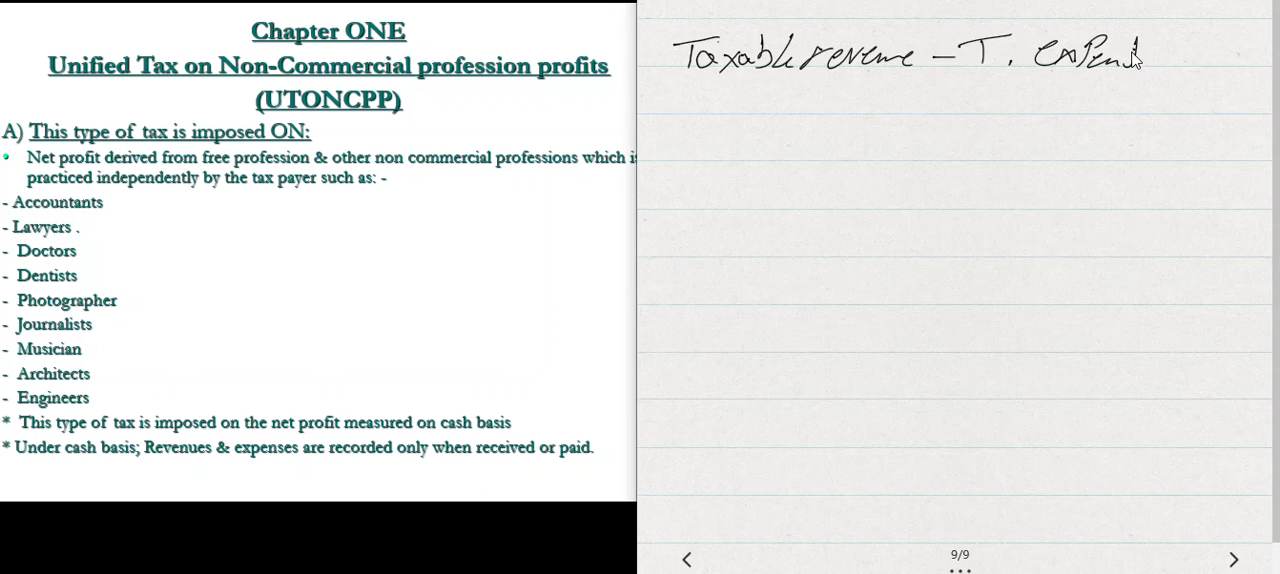 Chapter ONE
Unified Tax on Non-Commercial profession profits
(UTONCPP)
A) This type of tax is imposed ON:
• Net profit derived from free profession & other non commercial professions which is
practiced independently by the tax payer such as: -
- Accountants
- Lawyers .
- Doctors
- Dentists
- Photographer
- Journalists
- Musician
- Architects
- Engineers
* This type of tax is imposed on the net profit measured on cash basis
* Under cash basis; Revenues & expenses are recorded only when received or paid.
Taxable revenue - T. expend
9/9